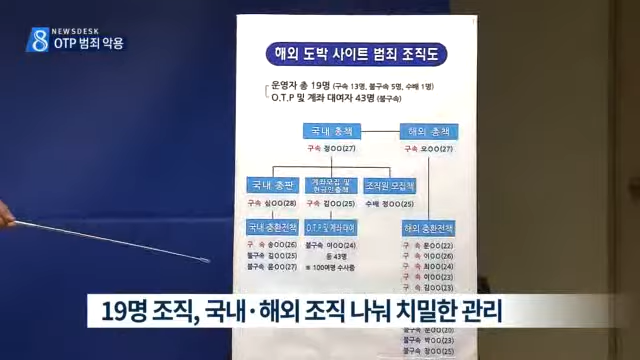 NEWSDESK
8 OTP 범죄 악용
해외 도박 사이트 범죄 조직도
운영자 총 19명 (구속 13명, 불구속 5명, 수배 1명)
O.T.P 및 계좌 대여자 43명 (불구속)
국내 총책 해외 총책
구속 정OO(27) 구속 오OO(27)
국내 총판 계좌모집 및 현금인출책 조직원 모집책
구속 심OO(28) 구속 김OO(25) 수배 정OO(25)
국내 충환전책 O.T.P 및 계좌대여 해외 충환전책
구 속 송OO(26) 불구속 이OO(24) 구 속 문OO(22)
불구속 김OO(25) 등 43명 구 속 이OO(26)
불구속 윤OO(27) ※ 100여명 수사중 구 속 최OO(24)
구 속 이OO(23)
구 속
19명 조직, 국내·해외 조직 나눠 치밀한 관리
불구속 박OO(23)
불구속 장OO(25)